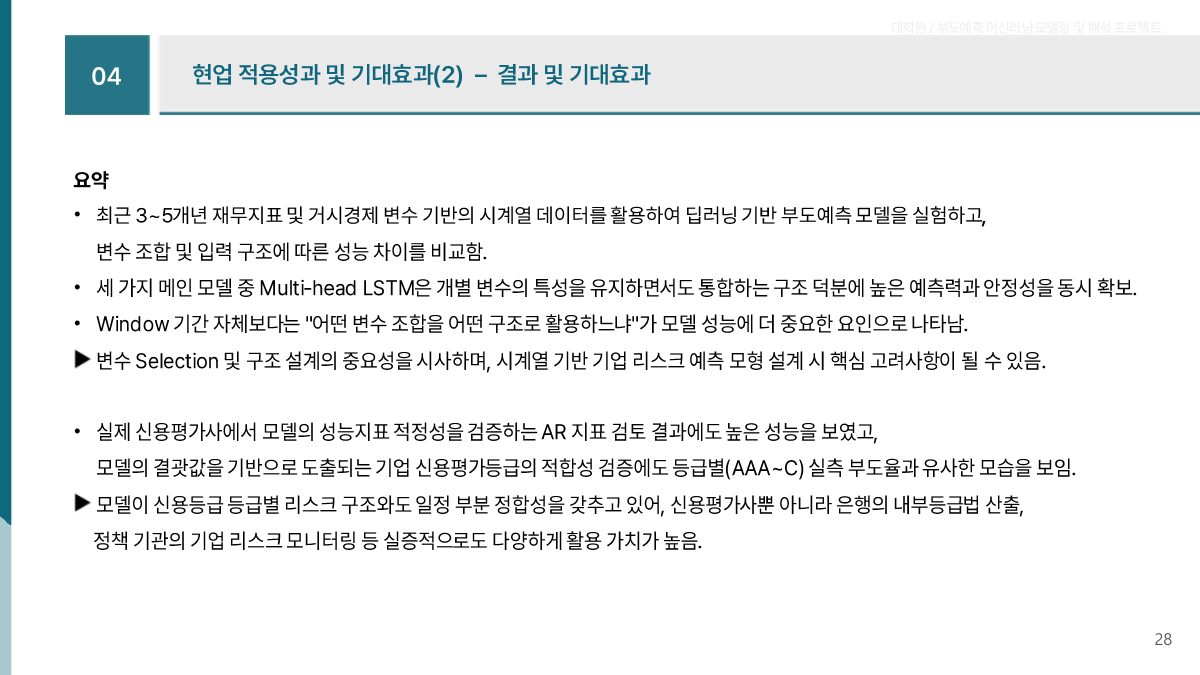 대학원 / 부도예측 머신러닝 모델링 및 해석 프로젝트
04
현업 적용성과 및 기대효과(2) – 결과 및 기대효과
요약
• 최근 3~5개년 재무지표 및 거시경제 변수 기반의 시계열 데이터를 활용하여 딥러닝 기반 부도예측 모델을 실험하고,
변수 조합 및 입력 구조에 따른 성능 차이를 비교함.
• 세 가지 메인 모델 중 Multi-head LSTM은 개별 변수의 특성을 유지하면서도 통합하는 구조 덕분에 높은 예측력과 안정성을 동시 확보.
• Window 기간 자체보다는 "어떤 변수 조합을 어떤 구조로 활용하느냐"가 모델 성능에 더 중요한 요인으로 나타남.
▶ 변수 Selection 및 구조 설계의 중요성을 시사하며, 시계열 기반 기업 리스크 예측 모형 설계 시 핵심 고려사항이 될 수 있음.
• 실제 신용평가사에서 모델의 성능지표 적정성을 검증하는 AR 지표 검토 결과에도 높은 성능을 보였고,
모델의 결괏값을 기반으로 도출되는 기업 신용평가등급의 적합성 검증에도 등급별(AAA~C) 실측 부도율과 유사한 모습을 보임.
▶ 모델이 신용등급 등급별 리스크 구조와도 일정 부분 정합성을 갖추고 있어, 신용평가사뿐 아니라 은행의 내부등급법 산출,
정책 기관의 기업 리스크 모니터링 등 실증적으로도 다양하게 활용 가치가 높음.
28